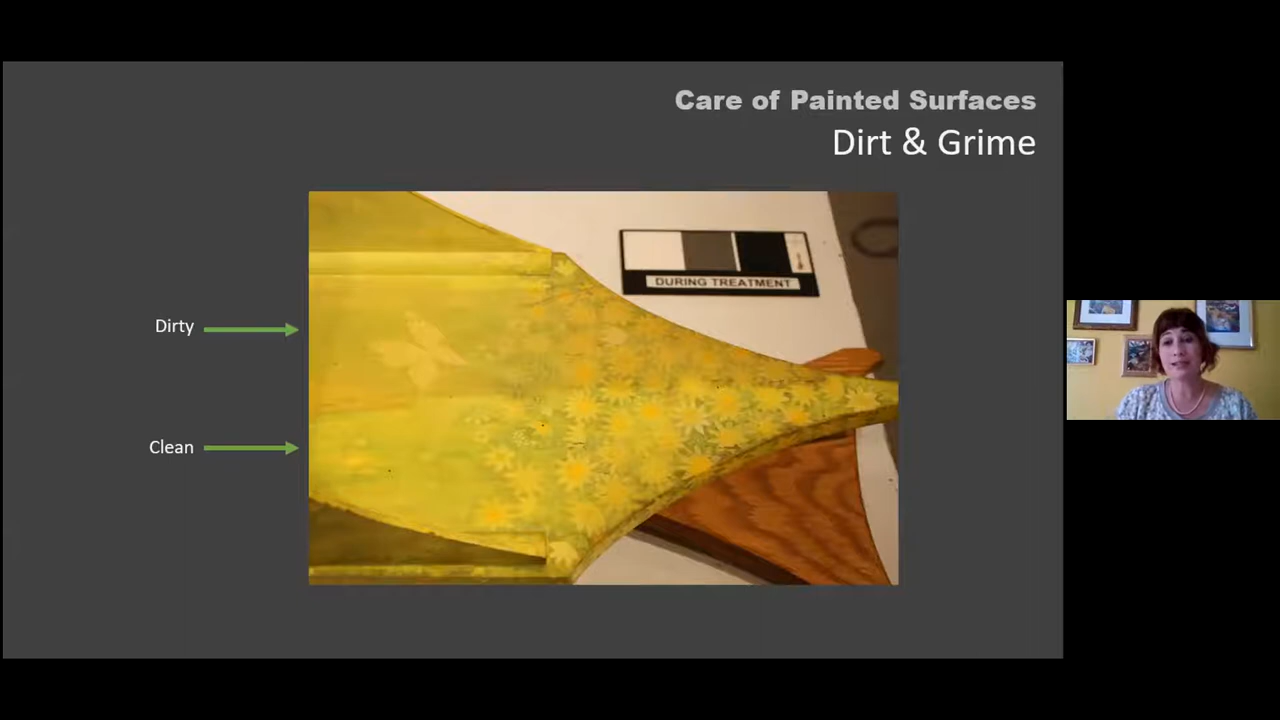 Care of Painted Surfaces
Dirt & Grime
DURING TREATMENT
Dirty
Clean